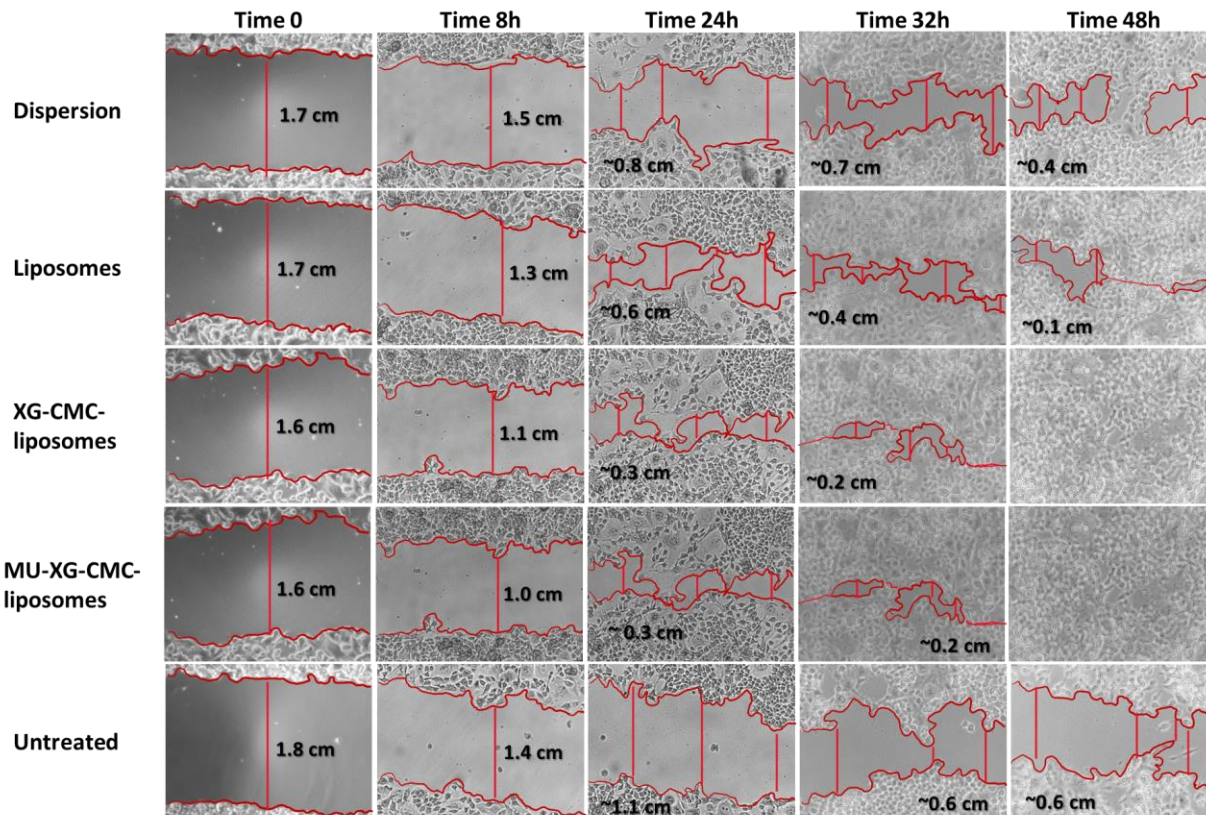 Time 0 Time 8h Time 24h Time 32h Time 48h
Dispersion 1.7 cm 1.5 cm ~0.8 cm ~0.7 cm ~0.4 cm
Liposomes 1.7 cm 1.3 cm ~0.6 cm ~0.4 cm ~0.1 cm
XG-CMC-
liposomes 1.6 cm 1.1 cm ~0.3 cm ~0.2 cm
MU-XG-CMC-
liposomes 1.6 cm 1.0 cm ~ 0.3 cm ~0.2 cm
Untreated 1.8 cm 1.4 cm ~1.1 cm ~0.6 cm ~0.6 cm